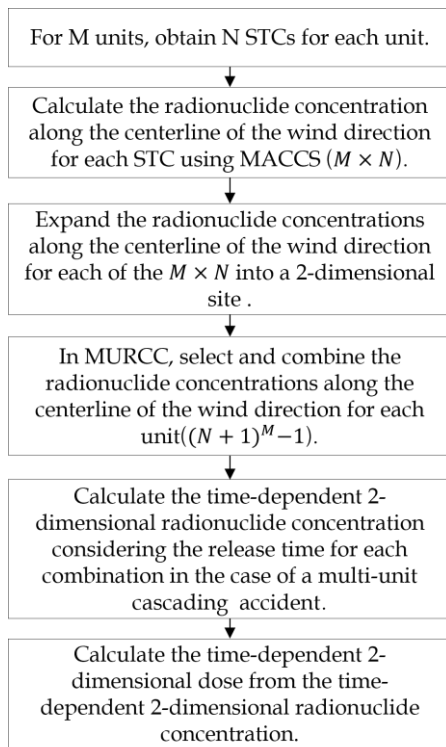 For M units, obtain N STCs for each unit.
Calculate the radionuclide concentration
along the centerline of the wind direction
for each STC using MACCS (M × N).
Expand the radionuclide concentrations
along the centerline of the wind direction
for each of the M × N into a 2-dimensional
site .
In MURCC, select and combine the
radionuclide concentrations along the
centerline of the wind direction for each
unit((N + 1)^M−1).
Calculate the time-dependent 2-
dimensional radionuclide concentration
considering the release time for each
combination in the case of a multi-unit
cascading accident.
Calculate the time-dependent 2-
dimensional dose from the time-
dependent 2-dimensional radionuclide
concentration.